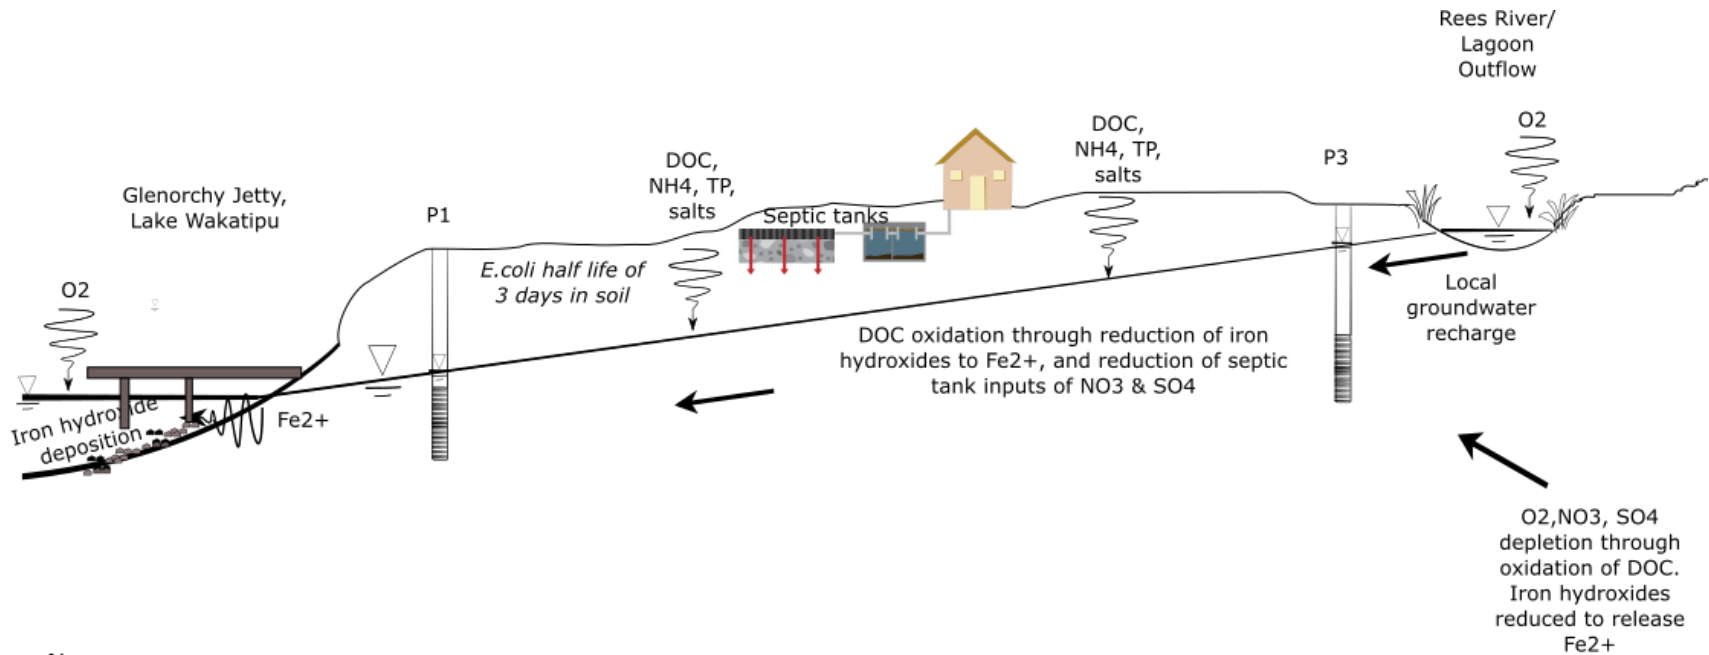 Rees River/
Lagoon
Outflow
O2
DOC,
NH4, TP,
salts
P3
DOC,
NH4, TP,
salts
Glenorchy Jetty,
Lake Wakatipu
P1
Septic tanks
E.coli half life of
3 days in soil
O2
Local
groundwater
recharge
DOC oxidation through reduction of iron
hydroxides to Fe2+, and reduction of septic
tank inputs of NO3 & SO4
Iron hydroxide
deposition
Fe2+
O2,NO3, SO4
depletion through
oxidation of DOC.
Iron hydroxides
reduced to release
Fe2+